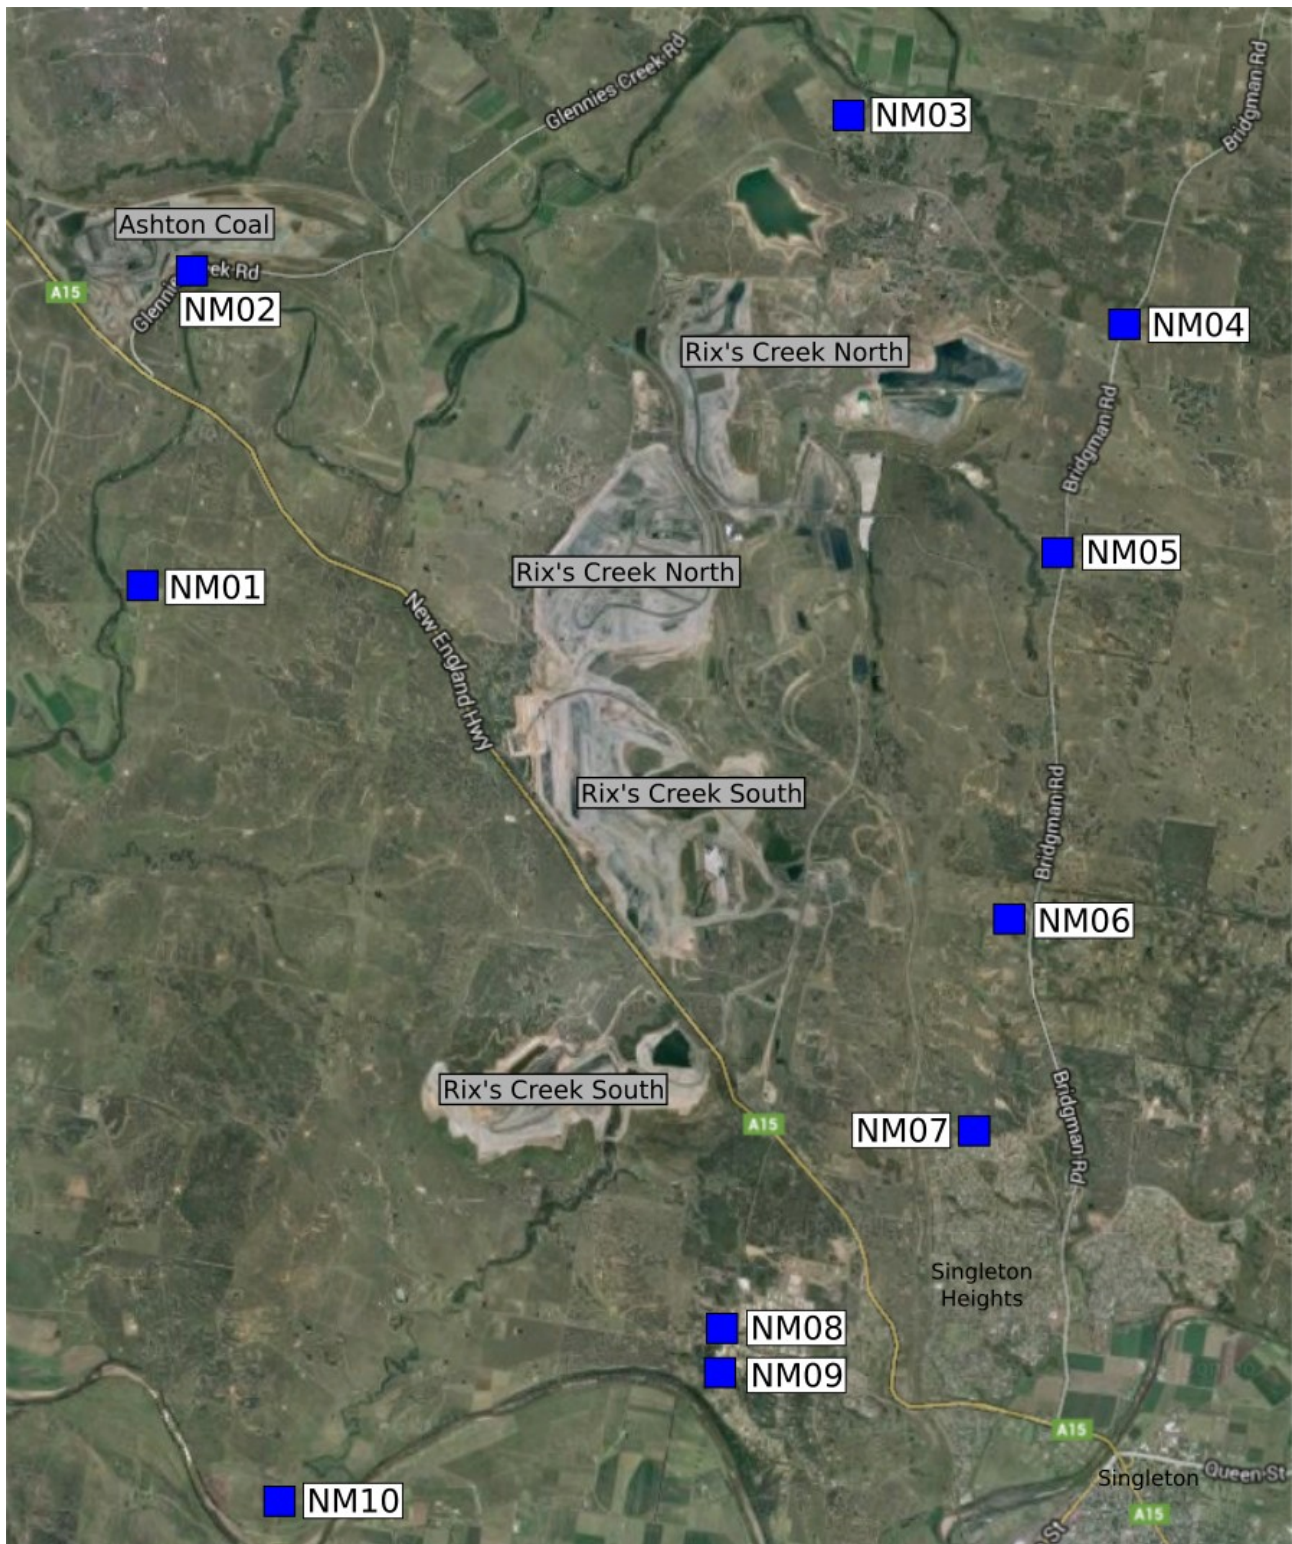 Glennies Creek Rd
NM03
Bridgman Rd
Ashton Coal
ek Rd
A15
Glennie
NM02
NM04
Rix's Creek North
Bridgman Rd
NM05
Rix's Creek North
NM01
New England Hwy
Rix's Creek South
Bridgman Rd
NM06
Rix's Creek South
Bridgman Rd
A15
NM07
Singleton
Heights
NM08
NM09
A15
Queen St
Singleton
NM10
A15
St